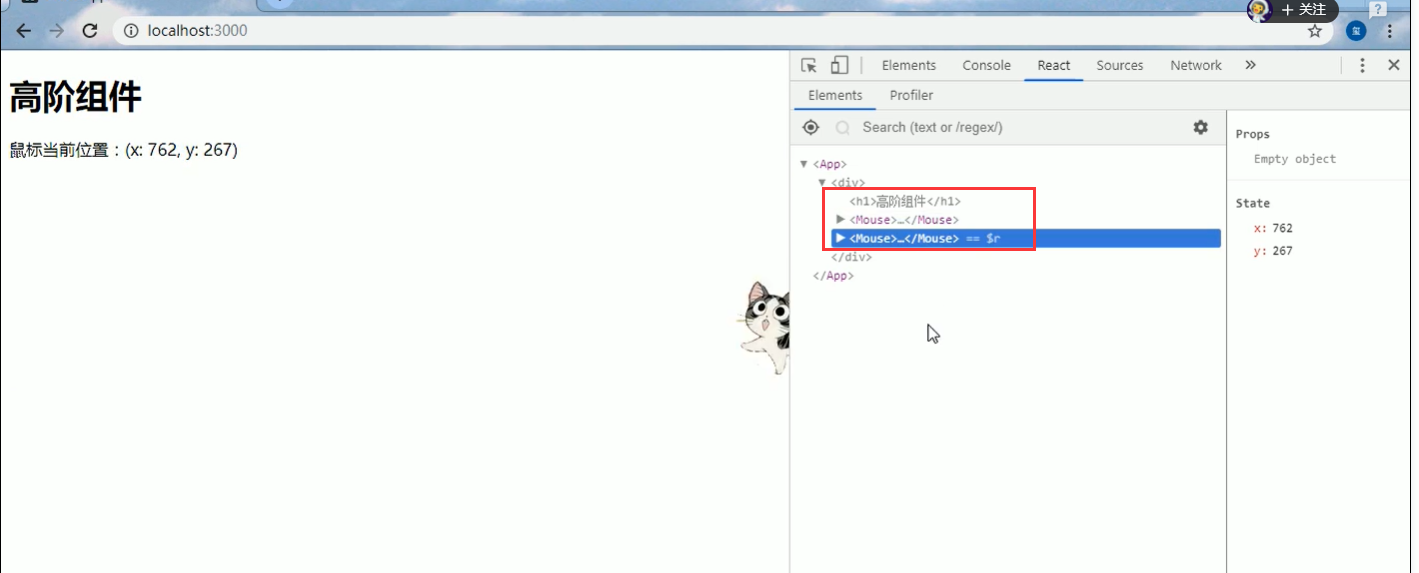 + 关注
?
localhost:3000
Elements Console React Sources Network »
Elements Profiler
Search (text or /regex/)
高阶组件
鼠标当前位置：(x: 762, y: 267)
▼ <App>
▼ <div>
<h1>高阶组件</h1>
▶ <Mouse>…</Mouse>
▶ <Mouse>…</Mouse> == $r
</div>
</App>
Props
Empty object
State
x: 762
y: 267